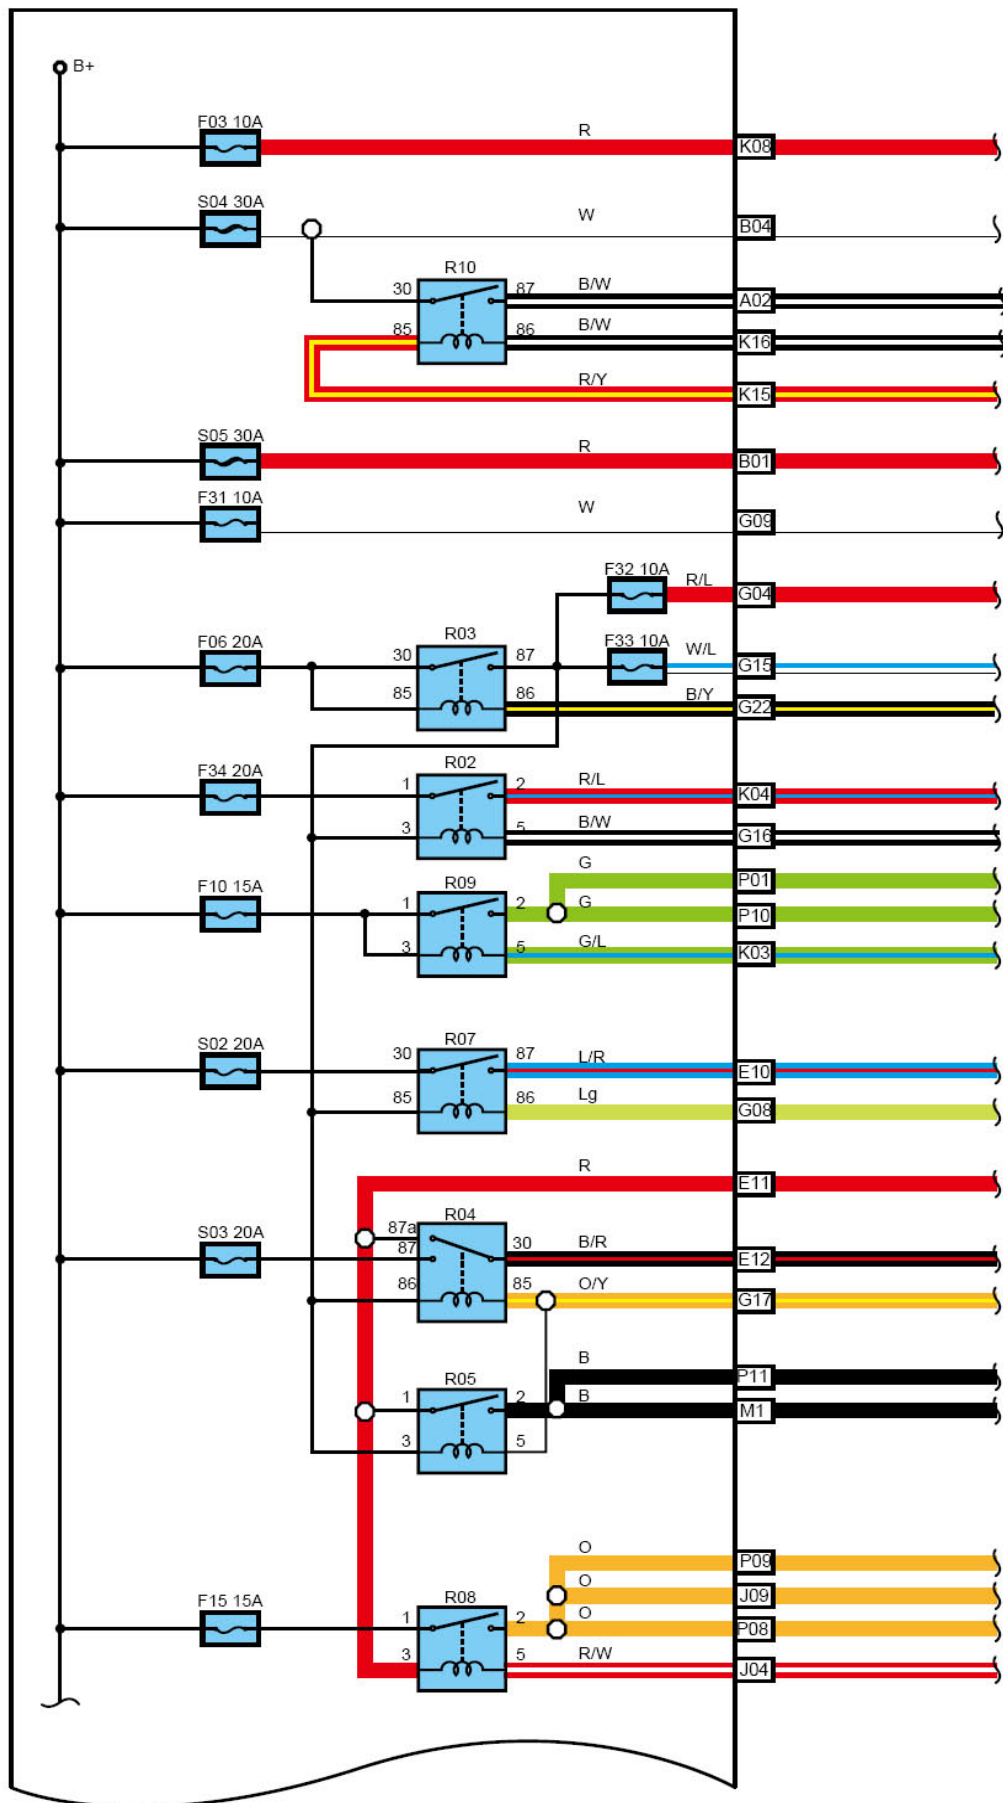 B+
F03 10A R K08
S04 30A W B04
R10
30 87 B/W A02
85 86 B/W K16
R/Y K15
S05 30A R B01
F31 10A W G09
F32 10A R/L G04
F06 20A R03 F33 10A
30 87 W/L G15
85 86 B/Y G22
F34 20A R02
1 2 R/L K04
3 5 B/W G16
G P01
F10 15A R09
1 2 G P10
3 5 G/L K03
S02 20A R07
30 87 L/R E10
85 86 Lg G08
R E11
R04
87a
S03 20A 87 30 B/R E12
86 85 O/Y G17
B P11
R05
1 2 B M1
3 5
O P09
O J09
F15 15A R08
1 2 O P08
3 5 R/W J04